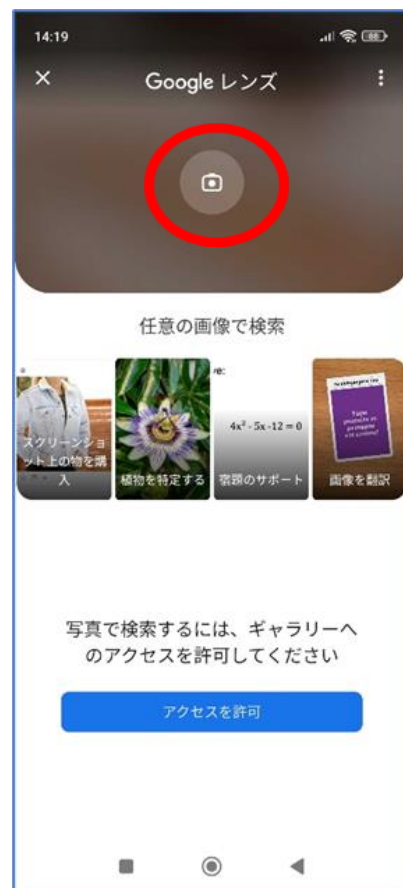 14:19
88
Google レンズ
任意の画像で検索
スクリーンショ
ット上の物を購
入
植物を特定する
ve:
4x² - 5x -12 = 0
宿題のサポート
画像を翻訳
写真で検索するには、ギャラリーへ
のアクセスを許可してください
アクセスを許可